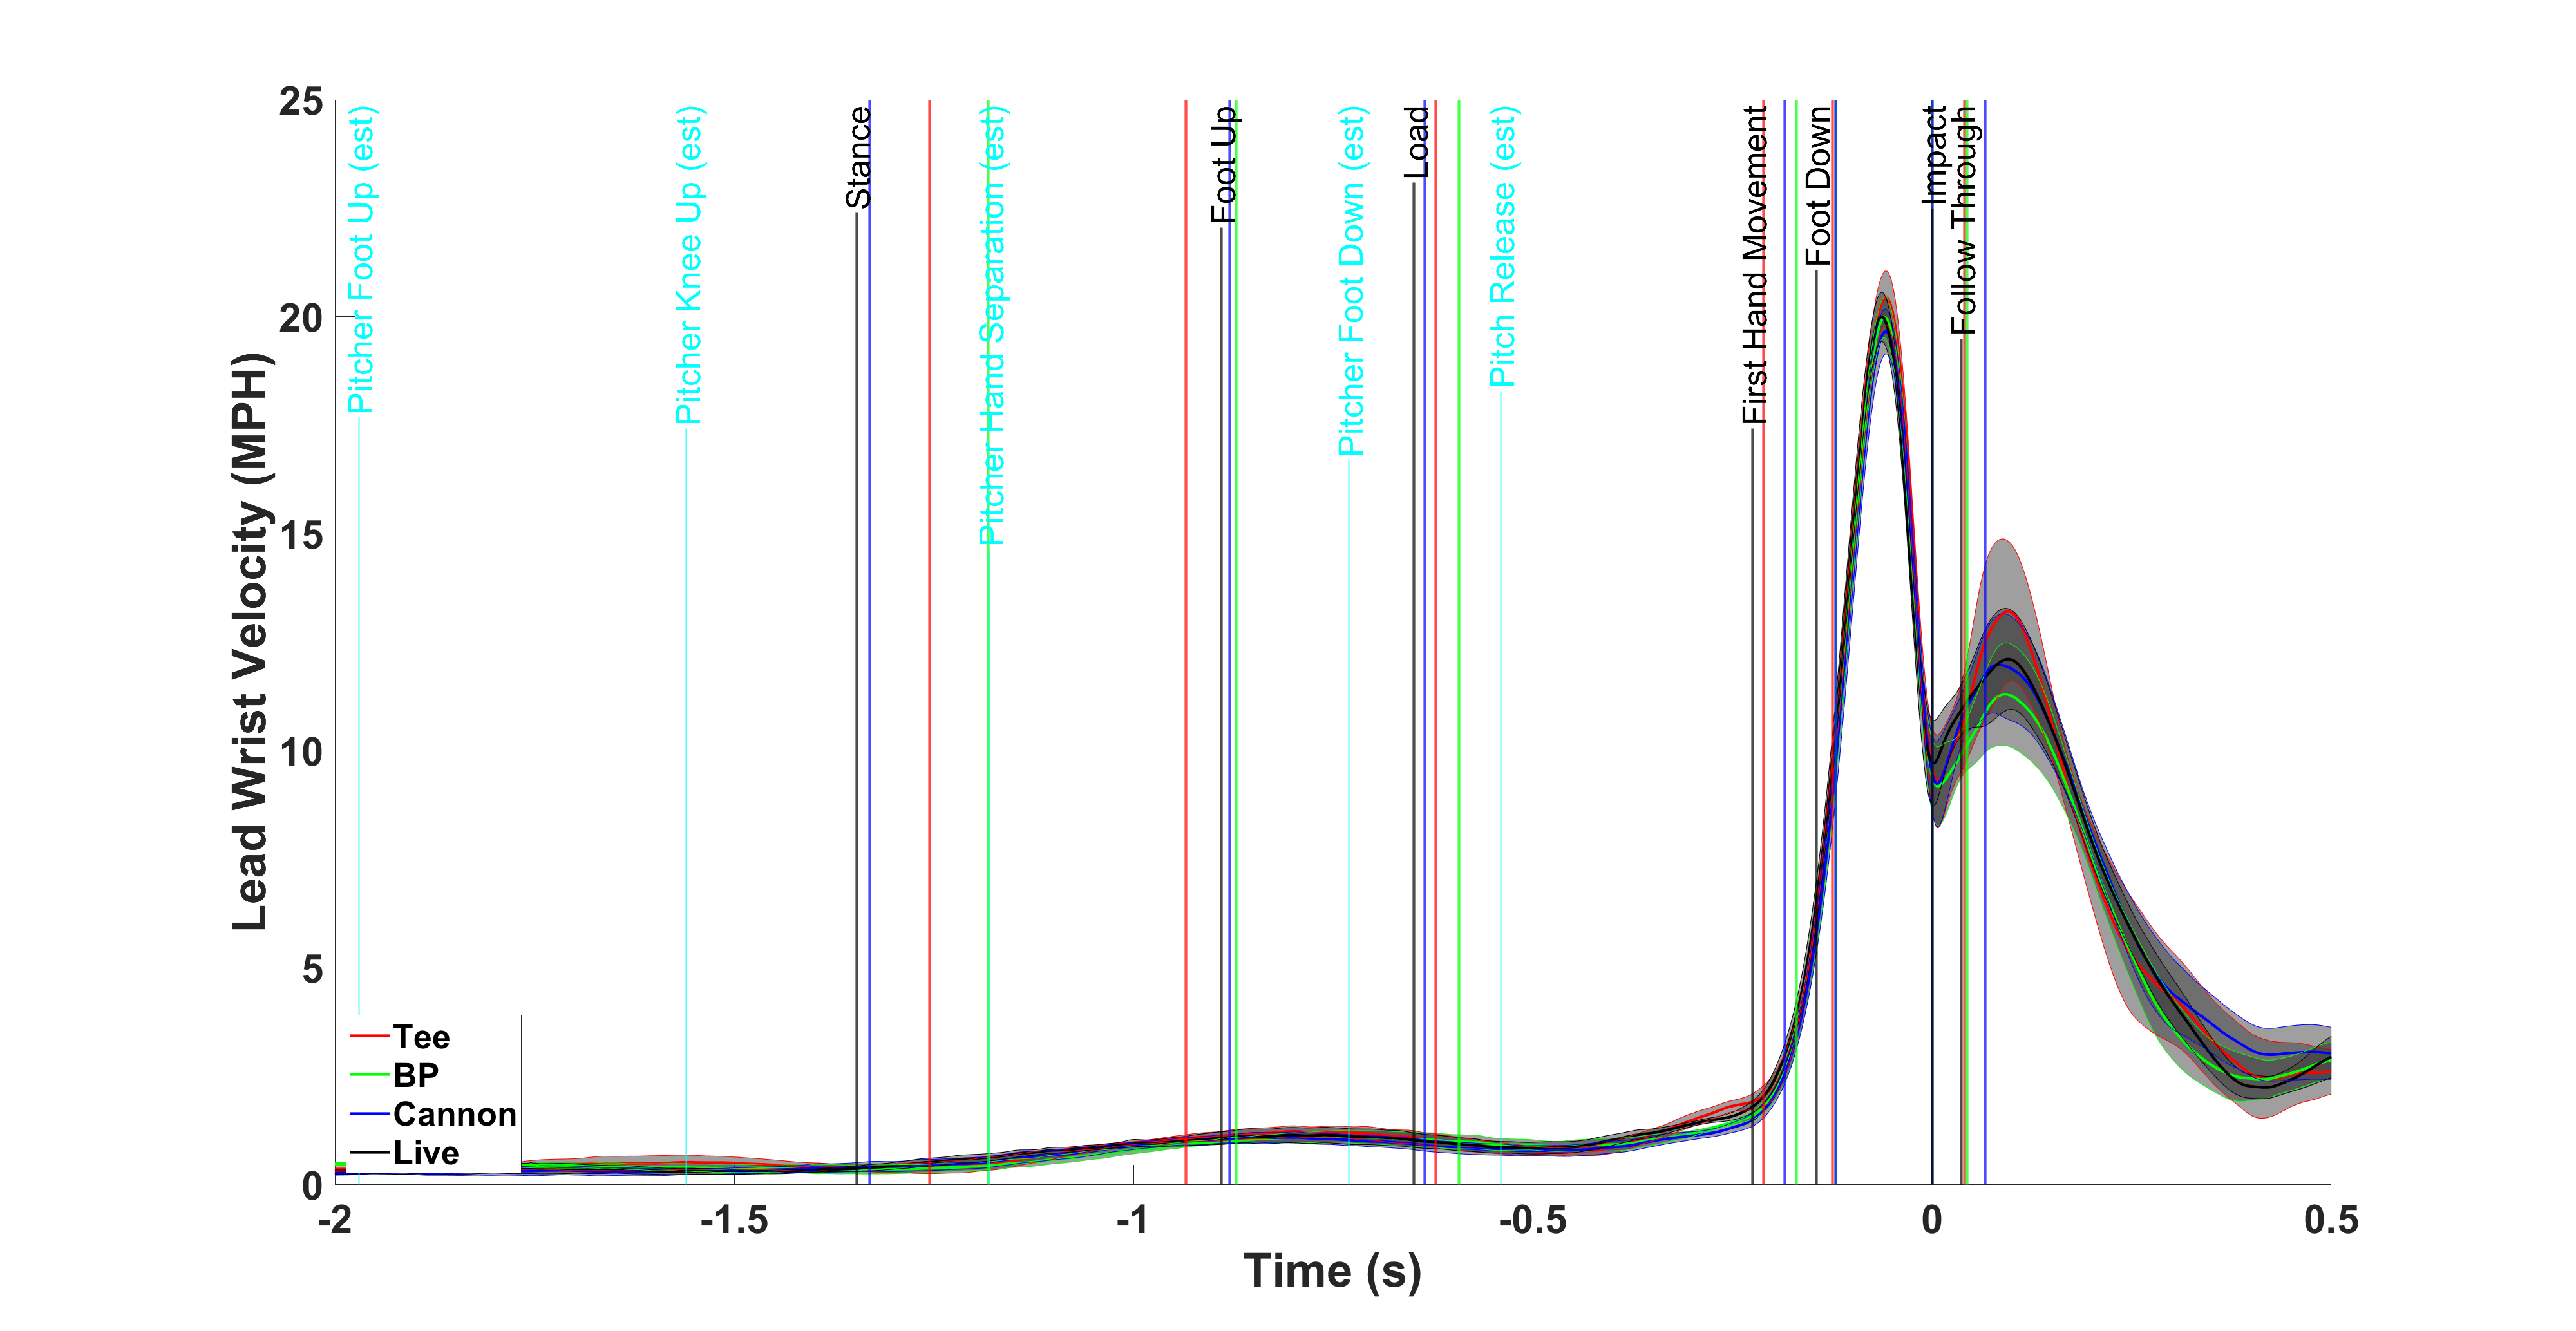 Lead Wrist Velocity (MPH)
25
20
15
10
5
0
Pitcher Foot Up (est)
Pitcher Knee Up (est)
Stance
Pitcher Hand Separation (est)
Foot Up
Pitcher Foot Down (est)
Load
Pitch Release (est)
First Hand Movement
Foot Down
Impact
Follow Through
Tee
BP
Cannon
Live
-2
-1.5
-1
-0.5
0
0.5
Time (s)